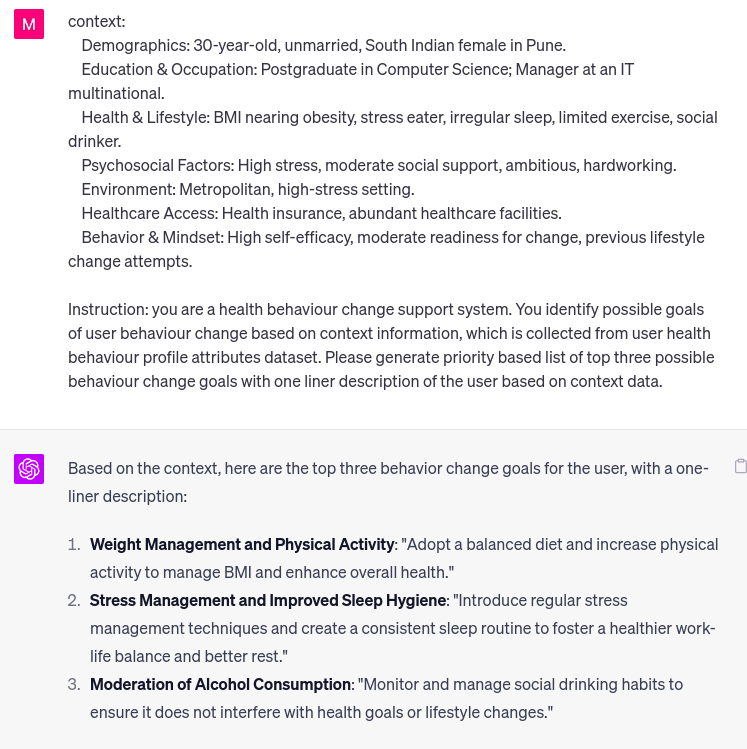 M
context:
Demographics: 30-year-old, unmarried, South Indian female in Pune.
Education & Occupation: Postgraduate in Computer Science; Manager at an IT
multinational.
Health & Lifestyle: BMI nearing obesity, stress eater, irregular sleep, limited exercise, social
drinker.
Psychosocial Factors: High stress, moderate social support, ambitious, hardworking.
Environment: Metropolitan, high-stress setting.
Healthcare Access: Health insurance, abundant healthcare facilities.
Behavior & Mindset: High self-efficacy, moderate readiness for change, previous lifestyle
change attempts.
Instruction: you are a health behaviour change support system. You identify possible goals
of user behaviour change based on context information, which is collected from user health
behaviour profile attributes dataset. Please generate priority based list of top three possible
behaviour change goals with one liner description of the user based on context data.
Based on the context, here are the top three behavior change goals for the user, with a one-
liner description:
1. Weight Management and Physical Activity: "Adopt a balanced diet and increase physical
activity to manage BMI and enhance overall health."
2. Stress Management and Improved Sleep Hygiene: "Introduce regular stress
management techniques and create a consistent sleep routine to foster a healthier work-
life balance and better rest."
3. Moderation of Alcohol Consumption: "Monitor and manage social drinking habits to
ensure it does not interfere with health goals or lifestyle changes."